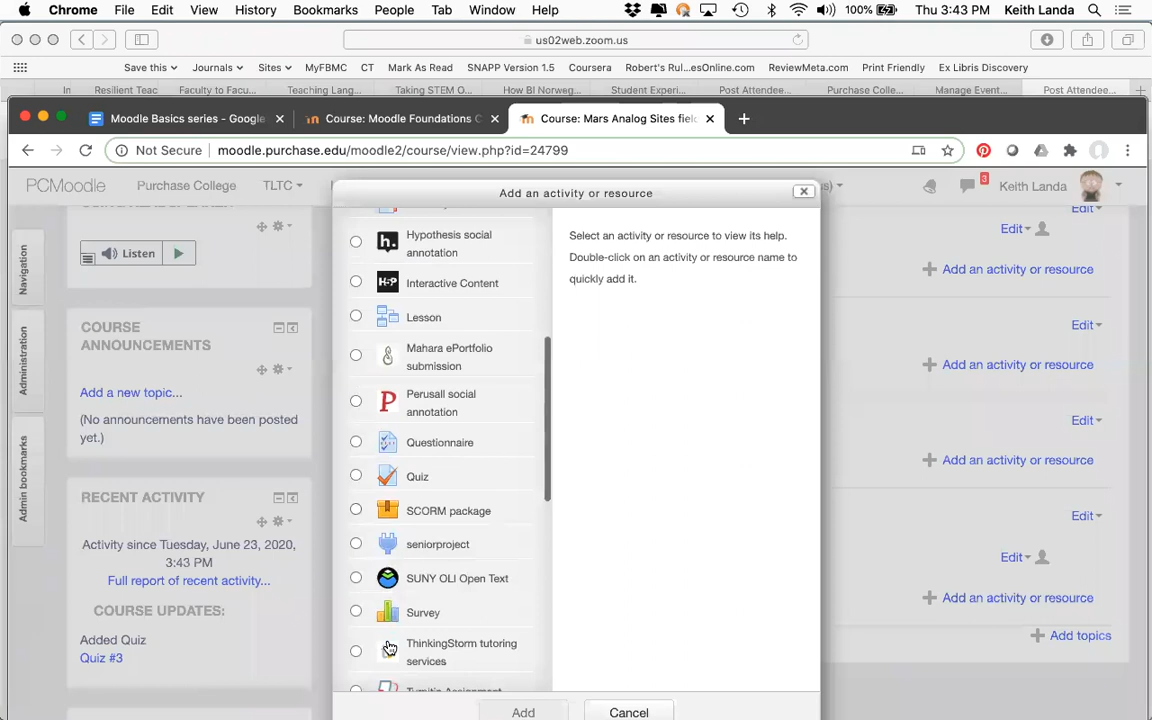 Chrome File Edit View History Bookmarks People Tab Window Help 100% Thu 3:43 PM Keith Landa
us02web.zoom.us
Save this Journals Sites MyFBMC CT Mark As Read SNAPP Version 1.5 Coursera Robert's Rul...esOnline.com ReviewMeta.com Print Friendly Ex Libris Discovery
In Resilient Teac Faculty to Facu... Teaching Lang... Taking STEM O... How BI Norweg... Student Experi... Post Attendee... Purchase Colle... Manage Event... Post Attendee...
Moodle Basics series - Google Course: Moodle Foundations C Course: Mars Analog Sites fiel
Not Secure moodle.purchase.edu/moodle2/course/view.php?id=24799
PCMoodle Purchase College TLTC Add an activity or resource 3 Keith Landa
Listen
COURSE ANNOUNCEMENTS
Add a new topic...
(No announcements have been posted yet.)
RECENT ACTIVITY
Activity since Tuesday, June 23, 2020, 3:43 PM
Full report of recent activity...
COURSE UPDATES:
Added Quiz
Quiz #3
Navigation
Administration
Admin bookmarks
Hypothesis social annotation
H5P Interactive Content
Lesson
Mahara ePortfolio submission
Perusall social annotation
Questionnaire
Quiz
SCORM package
seniorproject
SUNY OLI Open Text
Survey
ThinkingStorm tutoring services
Select an activity or resource to view its help.
Double-click on an activity or resource name to quickly add it.
Add Cancel
Edit
Edit
Add an activity or resource
Edit
Add an activity or resource
Edit
Add an activity or resource
Edit
Edit
Add an activity or resource
Add topics